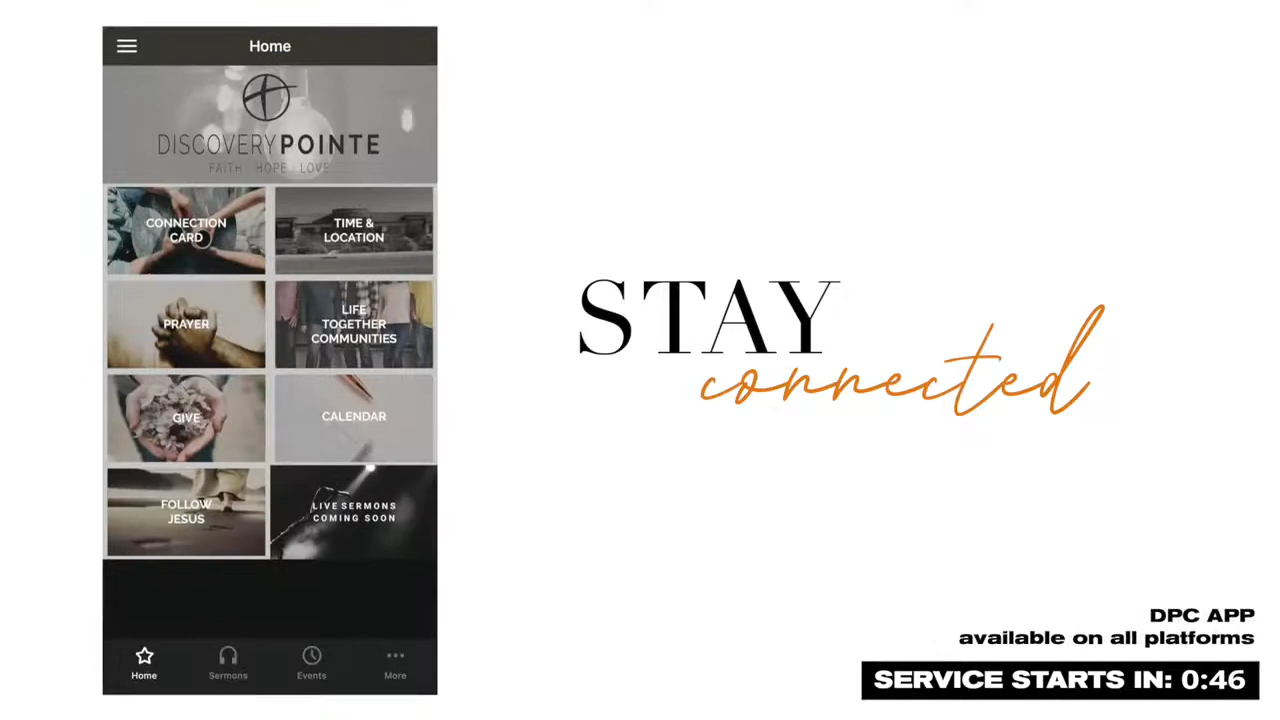 Home
DISCOVERYPOINTE
FAITH HOPE LOVE
CONNECTION
CARD
TIME &
LOCATION
PRAYER
LIFE
TOGETHER
COMMUNITIES
GIVE
CALENDAR
FOLLOW
JESUS
LIVE SERMONS
COMING SOON
Home
Sermons
Events
More
STAY
connected
DPC APP
available on all platforms
SERVICE STARTS IN: 0:46